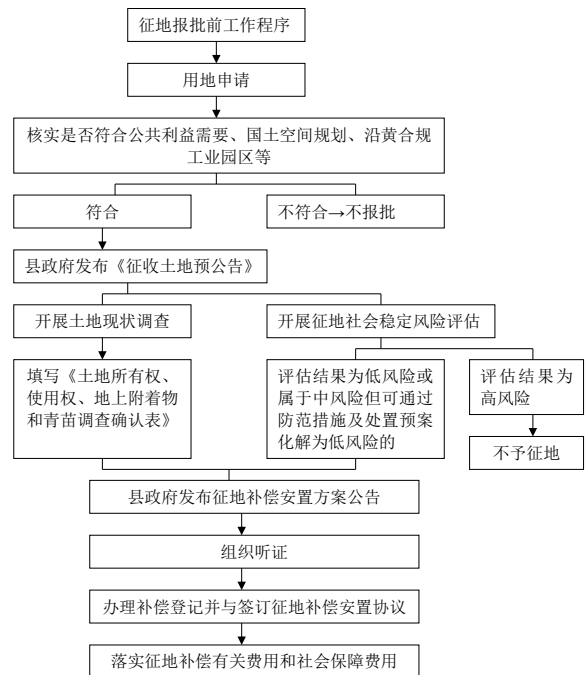 征地报批前工作程序
用地申请
核实是否符合公共利益需要、国土空间规划、沿黄合规
工业园区等
符合
不符合→不报批
县政府发布《征收土地预公告》
开展土地现状调查
开展征地社会稳定风险评估
填写《土地所有权、
使用权、地上附着物
和青苗调查确认表》
评估结果为低风险或
属于中风险但可通过
防范措施及处置预案
化解为低风险的
评估结果为
高风险
不予征地
县政府发布征地补偿安置方案公告
组织听证
办理补偿登记并与签订征地补偿安置协议
落实征地补偿有关费用和社会保障费用